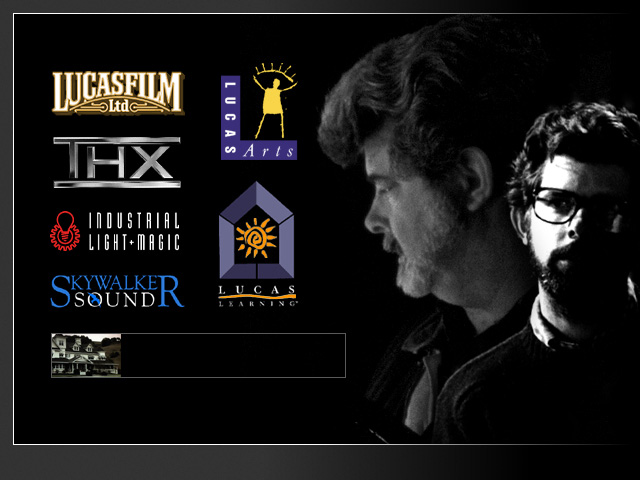 LUCASFILM
Ltd
THX
INDUSTRIAL
LIGHT+MAGIC
SKYWALKER
SOUND
LUCAS
Arts
LUCAS
LEARNING